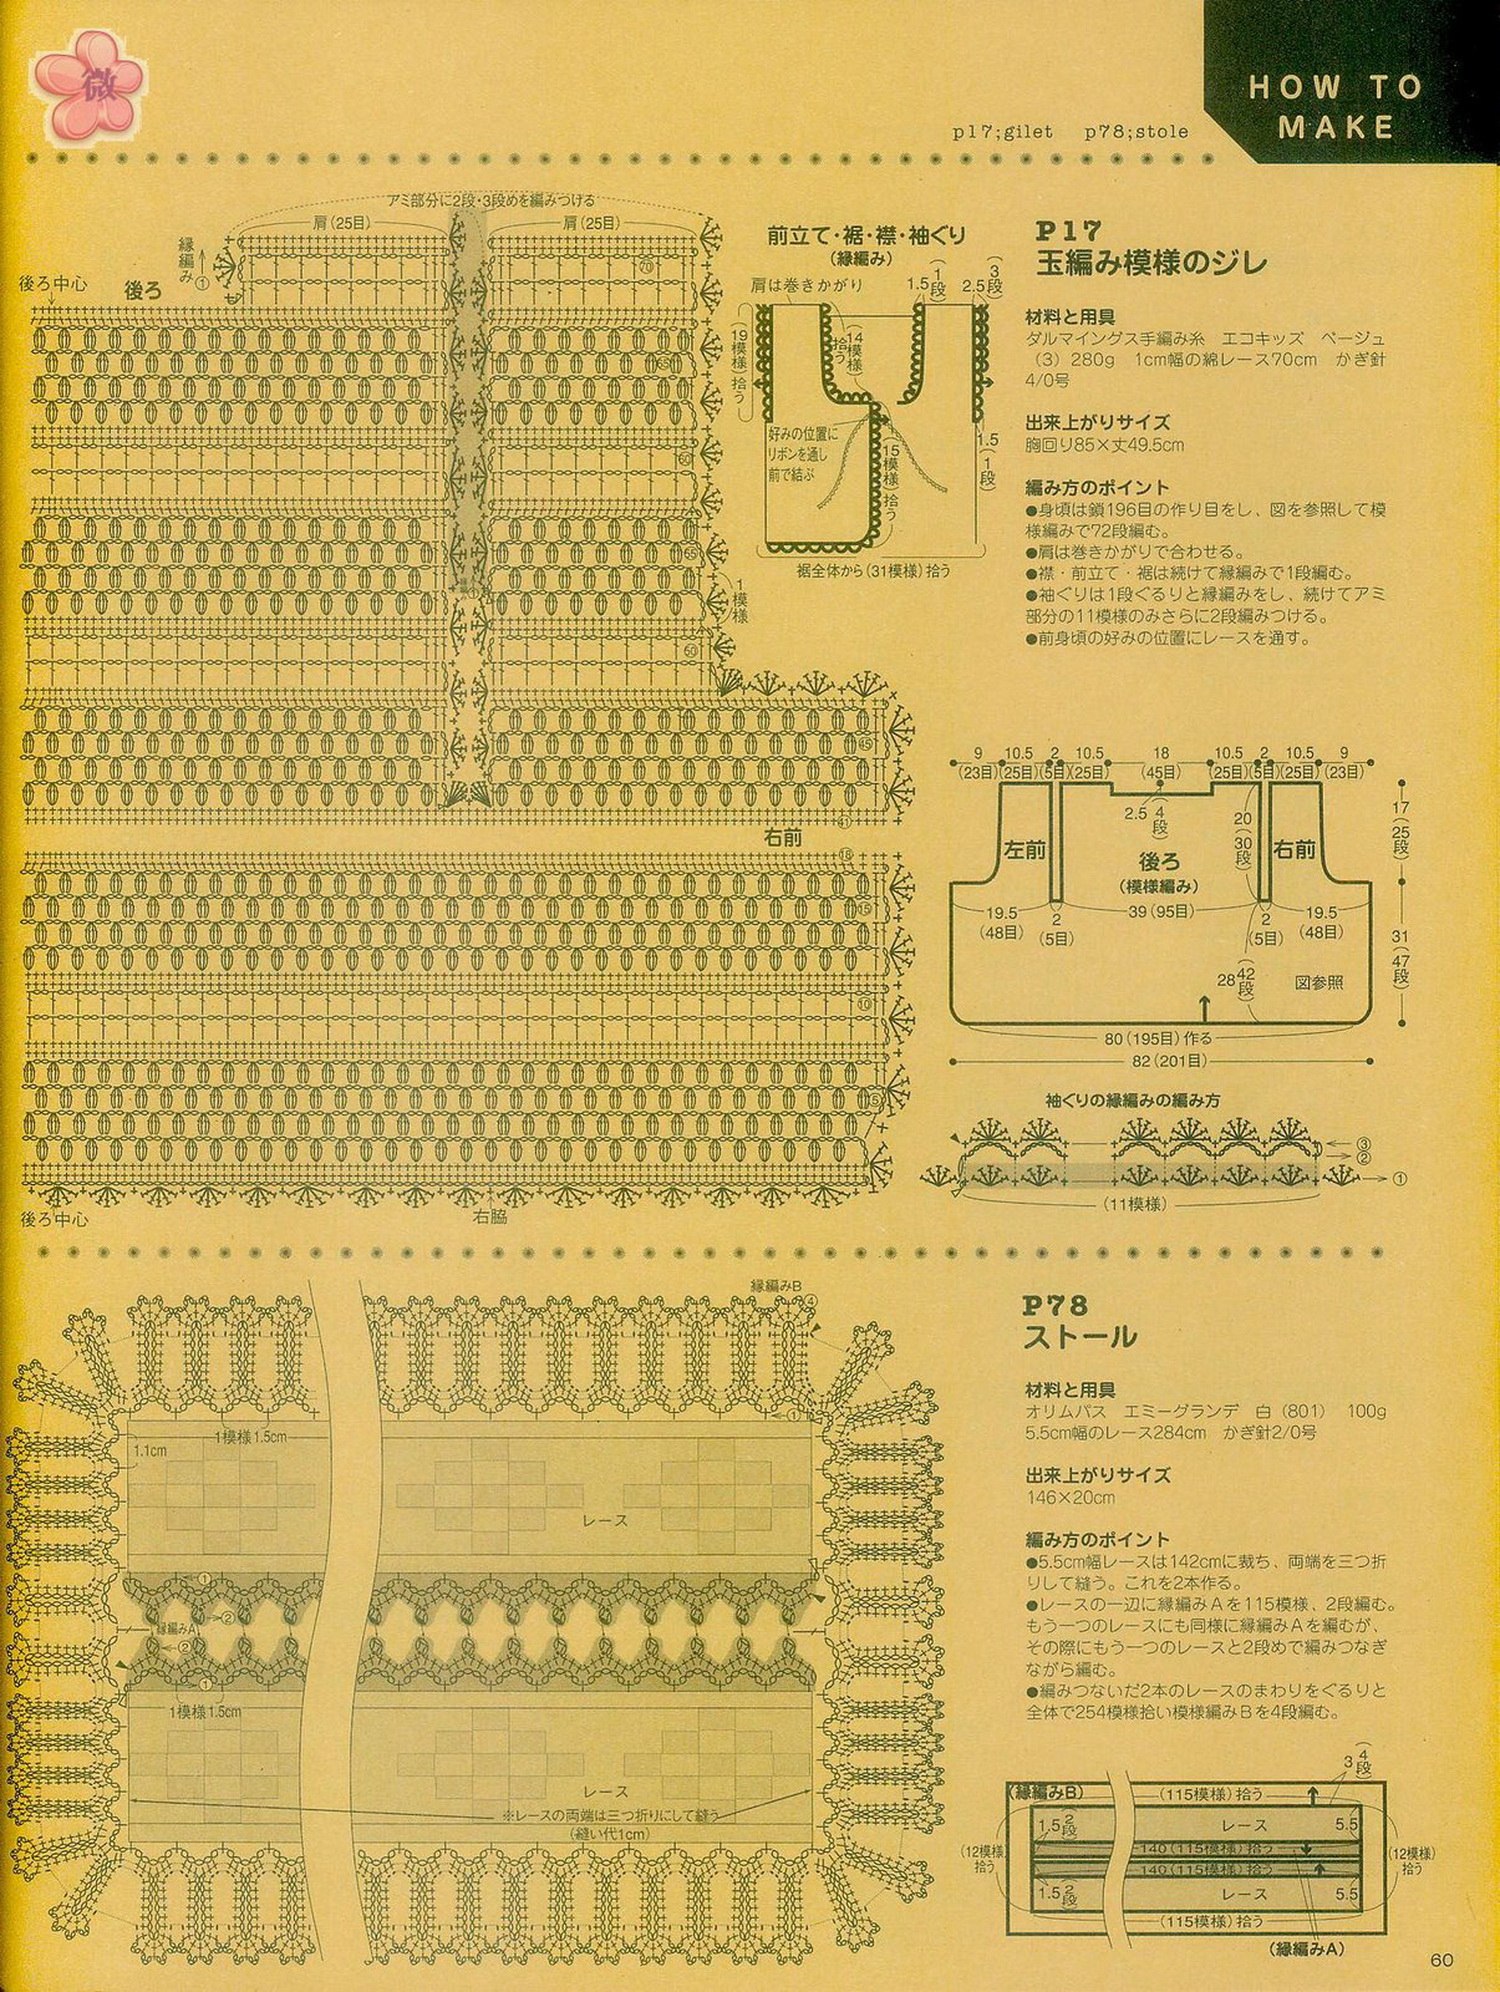 微
HOW TO
MAKE
p17;gilet p78;stole
アミ部分に2段・3段めを編みつける
肩(25目)
肩(25目)
縁編み
①
後ろ中心
後ろ
70
65
60
55
50
45
41
1模様
右前
16
15
10
5
後ろ中心
右脇
前立て・裾・襟・袖ぐり
(縁編み)
肩は巻きかがり
1.5(1段)
2.5(3段)
(19模様)拾う
(14模様)拾う
好みの位置に
リボンを通し
前で結ぶ
(15模様)拾う
1.5(1段)
裾全体から(31模様)拾う
P17
玉編み模様のジレ
材料と用具
ダルマイングス手編み糸 エコキッズ ベージュ
(3) 280g 1cm幅の綿レース70cm かぎ針
4/0号
出来上がりサイズ
胸回り85×丈49.5cm
編み方のポイント
●身頃は鎖196目の作り目をし、図を参照して模
様編みで72段編む。
●肩は巻きかがりで合わせる。
●襟・前立て・裾は続けて縁編みで1段編む。
●袖ぐりは1段ぐるりと縁編みをし、続けてアミ
部分の11模様のみさらに2段編みつける。
●前身頃の好みの位置にレースを通す。
9 10.5 2 10.5 18 10.5 2 10.5 9
(23目)(25目)(5目)(25目) (45目) (25目)(5目)(25目)(23目)
2.5(4段)
20(30段)
17(25段)
左前
後ろ
(模様編み)
右前
19.5
(48目)
2
(5目)
39(95目)
2
(5目)
19.5
(48目)
28(42段)
図参照
31(47段)
80(195目)作る
82(201目)
袖ぐりの縁編みの編み方
③
②
①
(11模様)
縁編みB
④
①
1模様1.5cm
1.1cm
レース
①
②
縁編みA
②
①
1模様1.5cm
レース
※レースの両端は三つ折りにして縫う
(縫い代1cm)
P78
ストール
材料と用具
オリムパス エミーグランデ 白(801) 100g
5.5cm幅のレース284cm かぎ針2/0号
出来上がりサイズ
146×20cm
編み方のポイント
●5.5cm幅レースは142cmに裁ち、両端を三つ折
りして縫う。これを2本作る。
●レースの一辺に縁編みAを115模様、2段編む。
もう一つのレースにも同様に縁編みAを編むが、
その際にもう一つのレースと2段めで編みつなぎ
ながら編む。
●編みつないだ2本のレースのまわりをぐるりと
全体で254模様拾い模様編みBを4段編む。
3(4段)
(縁編みB)
(115模様)拾う
1.5(2段)
レース
5.5
(12模様)
拾う
140(115模様)拾う
140(115模様)拾う
(12模様)
拾う
1.5(2段)
レース
5.5
(115模様)拾う
(縁編みA)
60